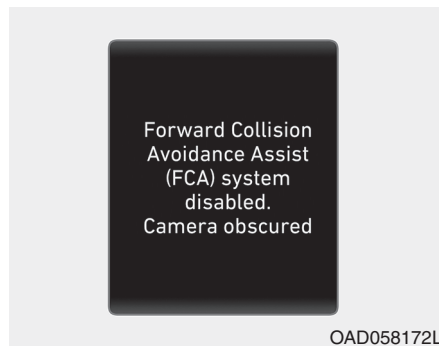 Forward Collision
Avoidance Assist
(FCA) system
disabled.
Camera obscured
OAD058172L